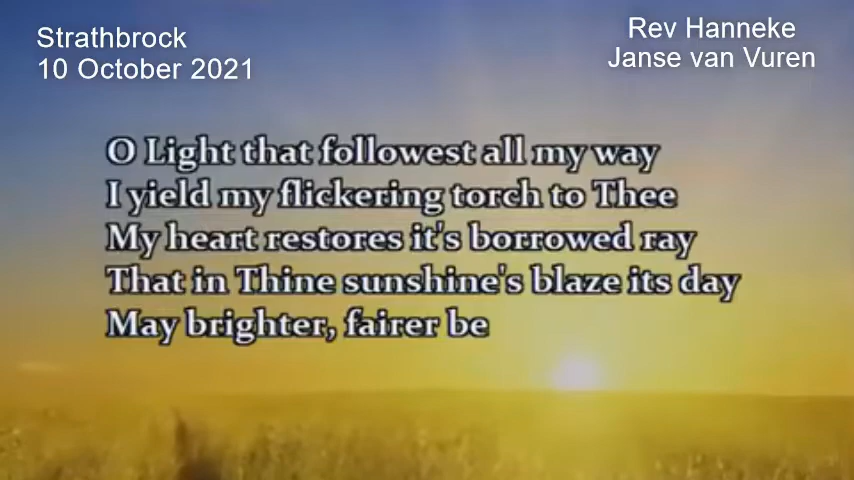 Strathbrock
10 October 2021
Rev Hanneke
Janse van Vuren
O Light that followest all my way
I yield my flickering torch to Thee
My heart restores it's borrowed ray
That in Thine sunshine's blaze its day
May brighter, fairer be